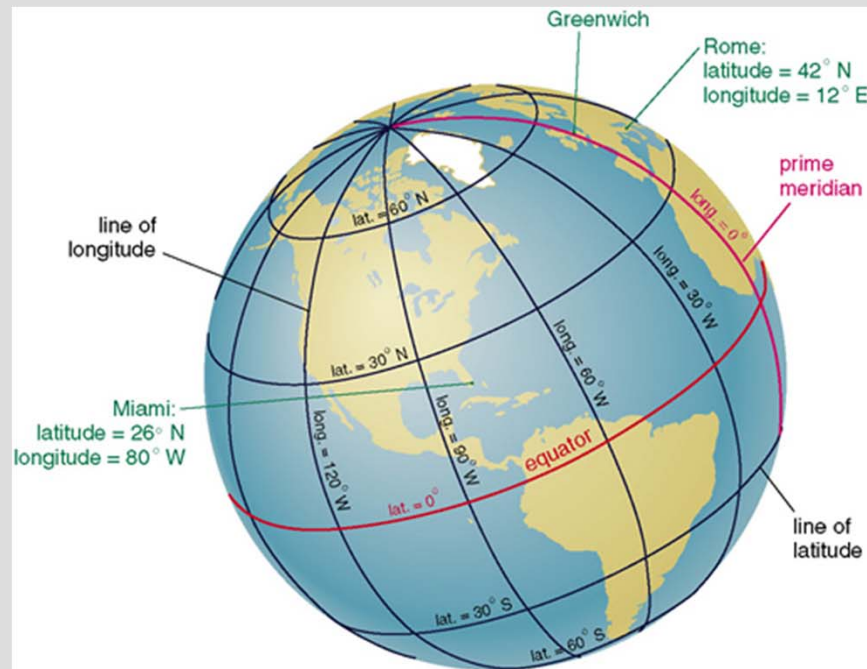 Greenwich
Rome:
latitude = 42° N
longitude = 12° E
prime
meridian
line of
longitude
lat. = 60° N
long. = 0°
long. = 30° W
lat. = 30° N
long. = 60° W
Miami:
latitude = 26° N
longitude = 80° W
long. = 120° W
long. = 90° W
equator
lat. = 0°
line of
latitude
lat. = 30° S
lat. = 60° S